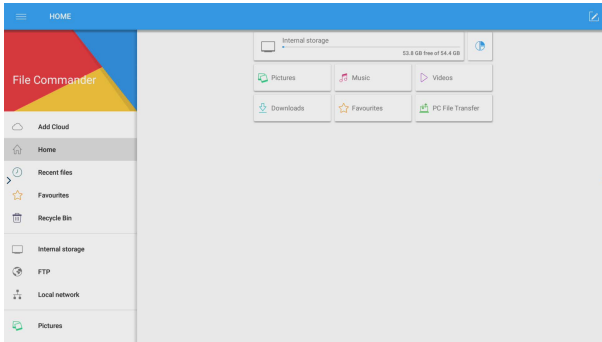 HOME
File Commander
Add Cloud
Home
Recent files
Favourites
Recycle Bin
Internal storage
FTP
Local network
Pictures
Internal storage
53.8 GB free of 54.4 GB
Pictures
Music
Videos
Downloads
Favourites
PC File Transfer